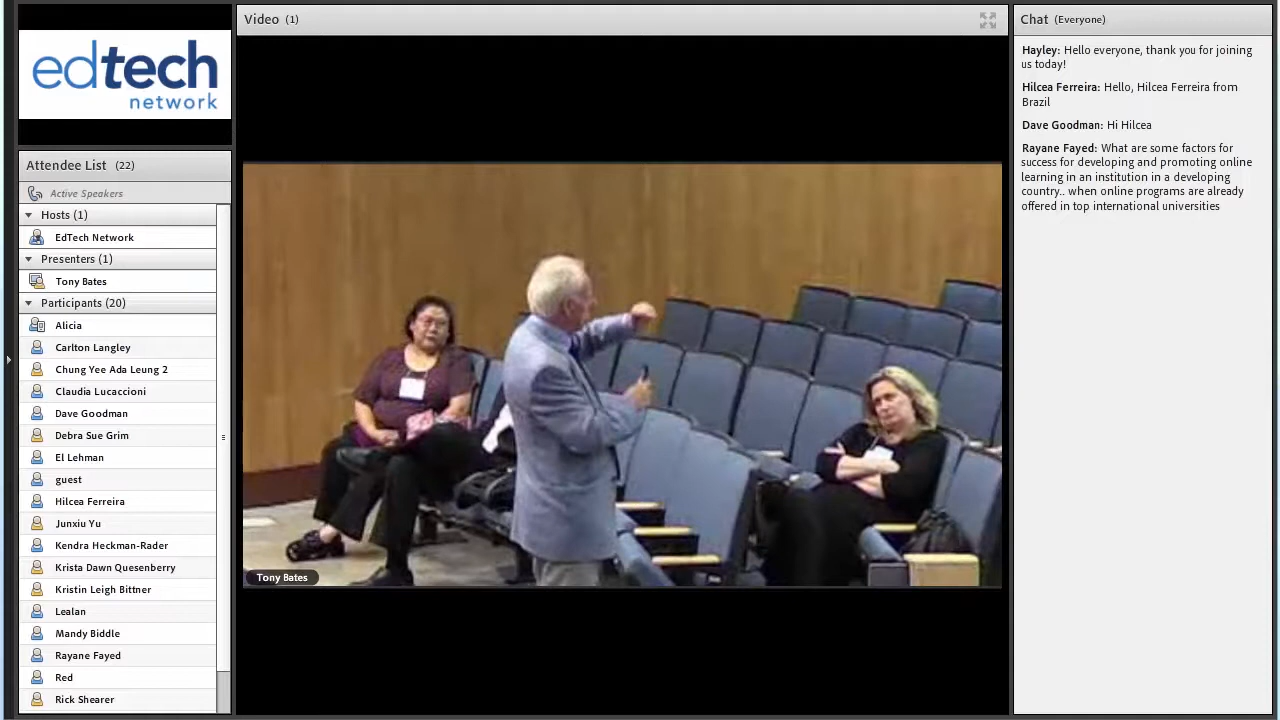 edtech
network
Attendee List (22)
Active Speakers
Hosts (1)
EdTech Network
Presenters (1)
Tony Bates
Participants (20)
Alicia
Carlton Langley
Chung Yee Ada Leung 2
Claudia Lucaccioni
Dave Goodman
Debra Sue Grim
El Lehman
guest
Hilcea Ferreira
Junxiu Yu
Kendra Heckman-Rader
Krista Dawn Quesenberry
Kristin Leigh Bittner
Lealan
Mandy Biddle
Rayane Fayed
Red
Rick Shearer
Video (1)
Tony Bates
Chat (Everyone)
Hayley: Hello everyone, thank you for joining
us today!
Hilcea Ferreira: Hello, Hilcea Ferreira from
Brazil
Dave Goodman: Hi Hilcea
Rayane Fayed: What are some factors for
success for developing and promoting online
learning in an institution in a developing
country.. when online programs are already
offered in top international universities